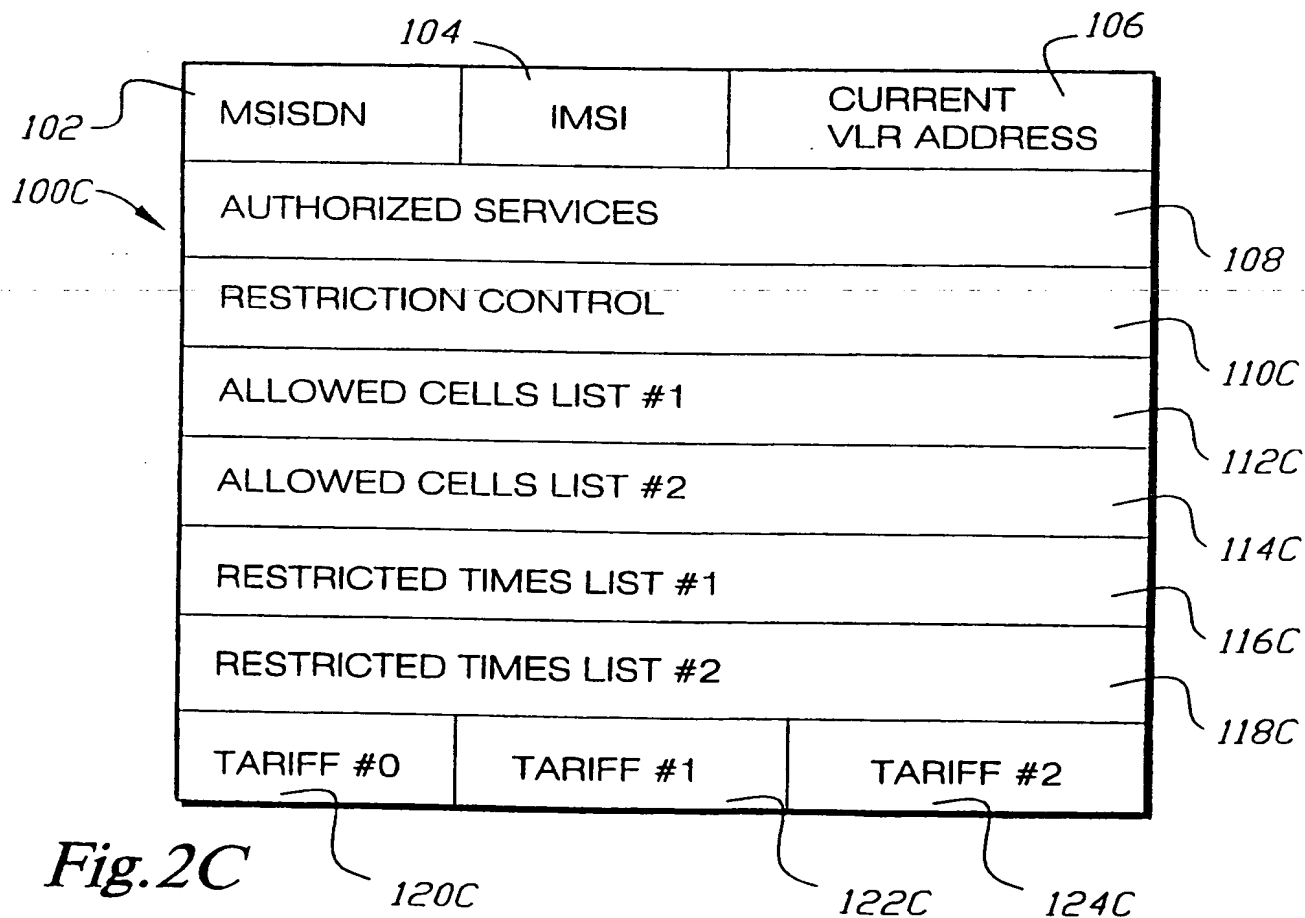 104
106
102
MSISDN
IMSI
CURRENT
VLR ADDRESS
100C
AUTHORIZED SERVICES
108
RESTRICTION CONTROL
110C
ALLOWED CELLS LIST #1
112C
ALLOWED CELLS LIST #2
114C
RESTRICTED TIMES LIST #1
116C
RESTRICTED TIMES LIST #2
118C
TARIFF #0
TARIFF #1
TARIFF #2
Fig.2C
120C
122C
124C